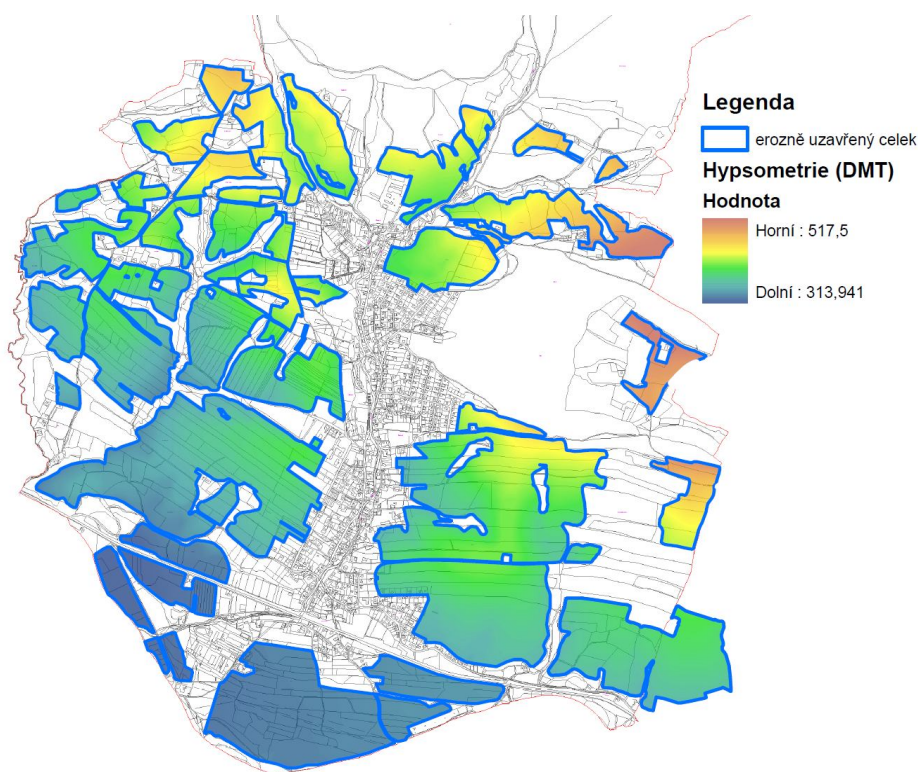 Legenda
erozně uzavřený celek
Hypsometrie (DMT)
Hodnota
Horní : 517,5
Dolní : 313,941